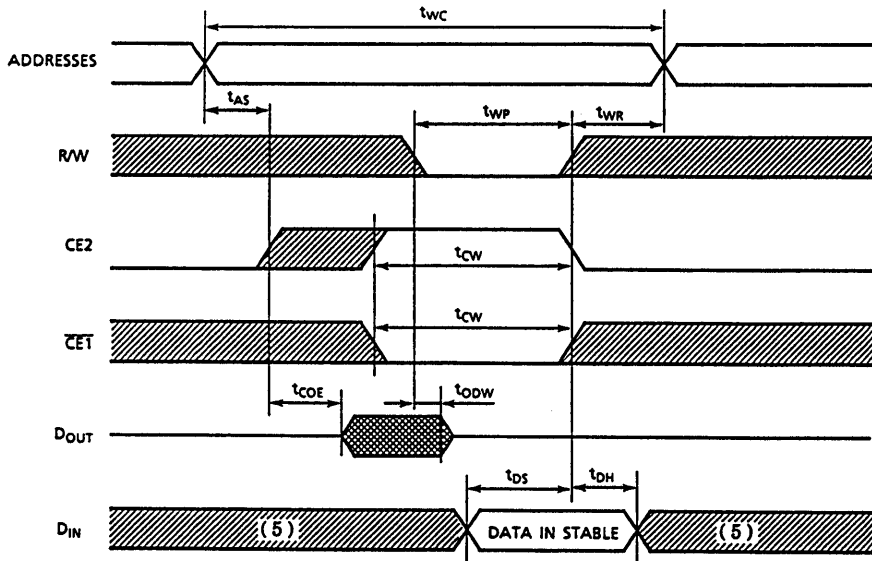 tWC
ADDRESSES
tAS
tWP
tWR
R/W
CE2
tCW
tCW
CE1
tCOE
tODW
DOUT
tDS
tDH
DIN
(5)
DATA IN STABLE
(5)